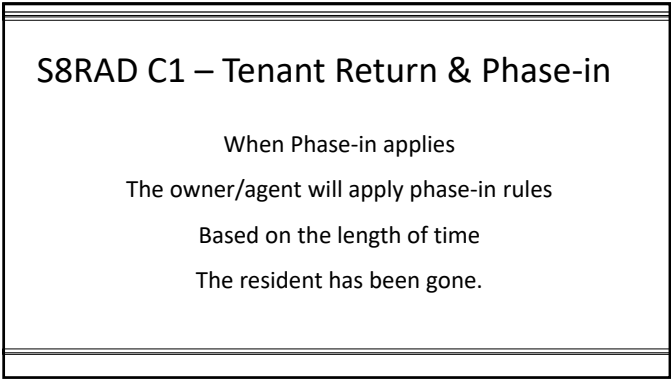 S8RAD C1 – Tenant Return & Phase-in
When Phase-in applies
The owner/agent will apply phase-in rules
Based on the length of time
The resident has been gone.